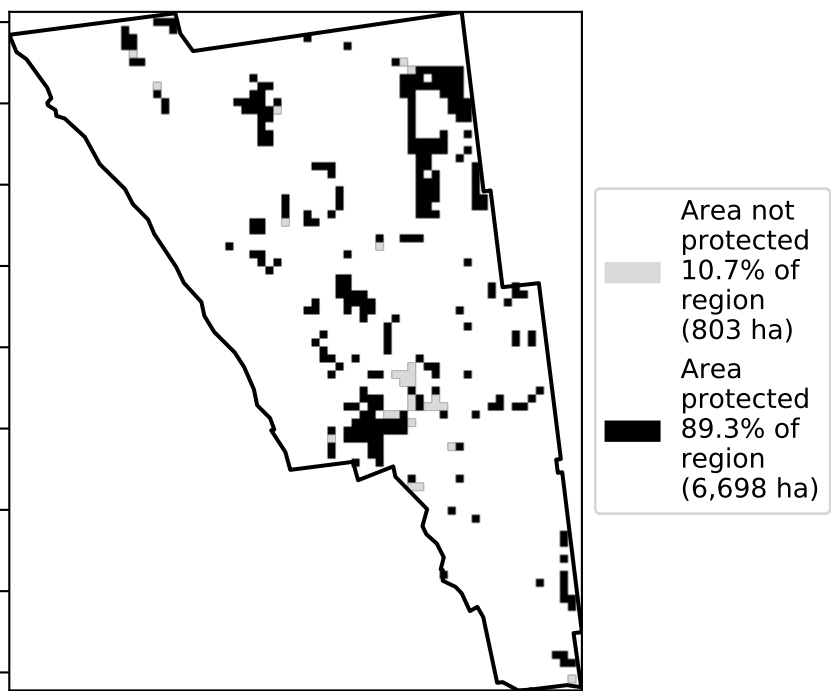 Area not
protected
10.7% of
region
(803 ha)
Area
protected
89.3% of
region
(6,698 ha)